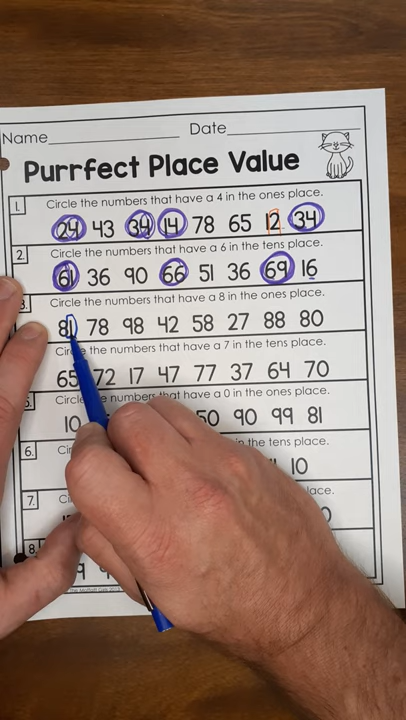 Name Date
Purrfect Place Value
1. Circle the numbers that have a 4 in the ones place.
24 43 34 14 78 65 12 34
2. Circle the numbers that have a 6 in the tens place.
61 36 90 66 51 36 69 16
3. Circle the numbers that have a 8 in the ones place.
81 78 98 42 58 27 88 80
Circle the numbers that have a 7 in the tens place.
65 72 17 47 77 37 64 70
5. Circle the numbers that have a 0 in the ones place.
10 50 90 99 81
6. in the tens place.
10
7.
8.